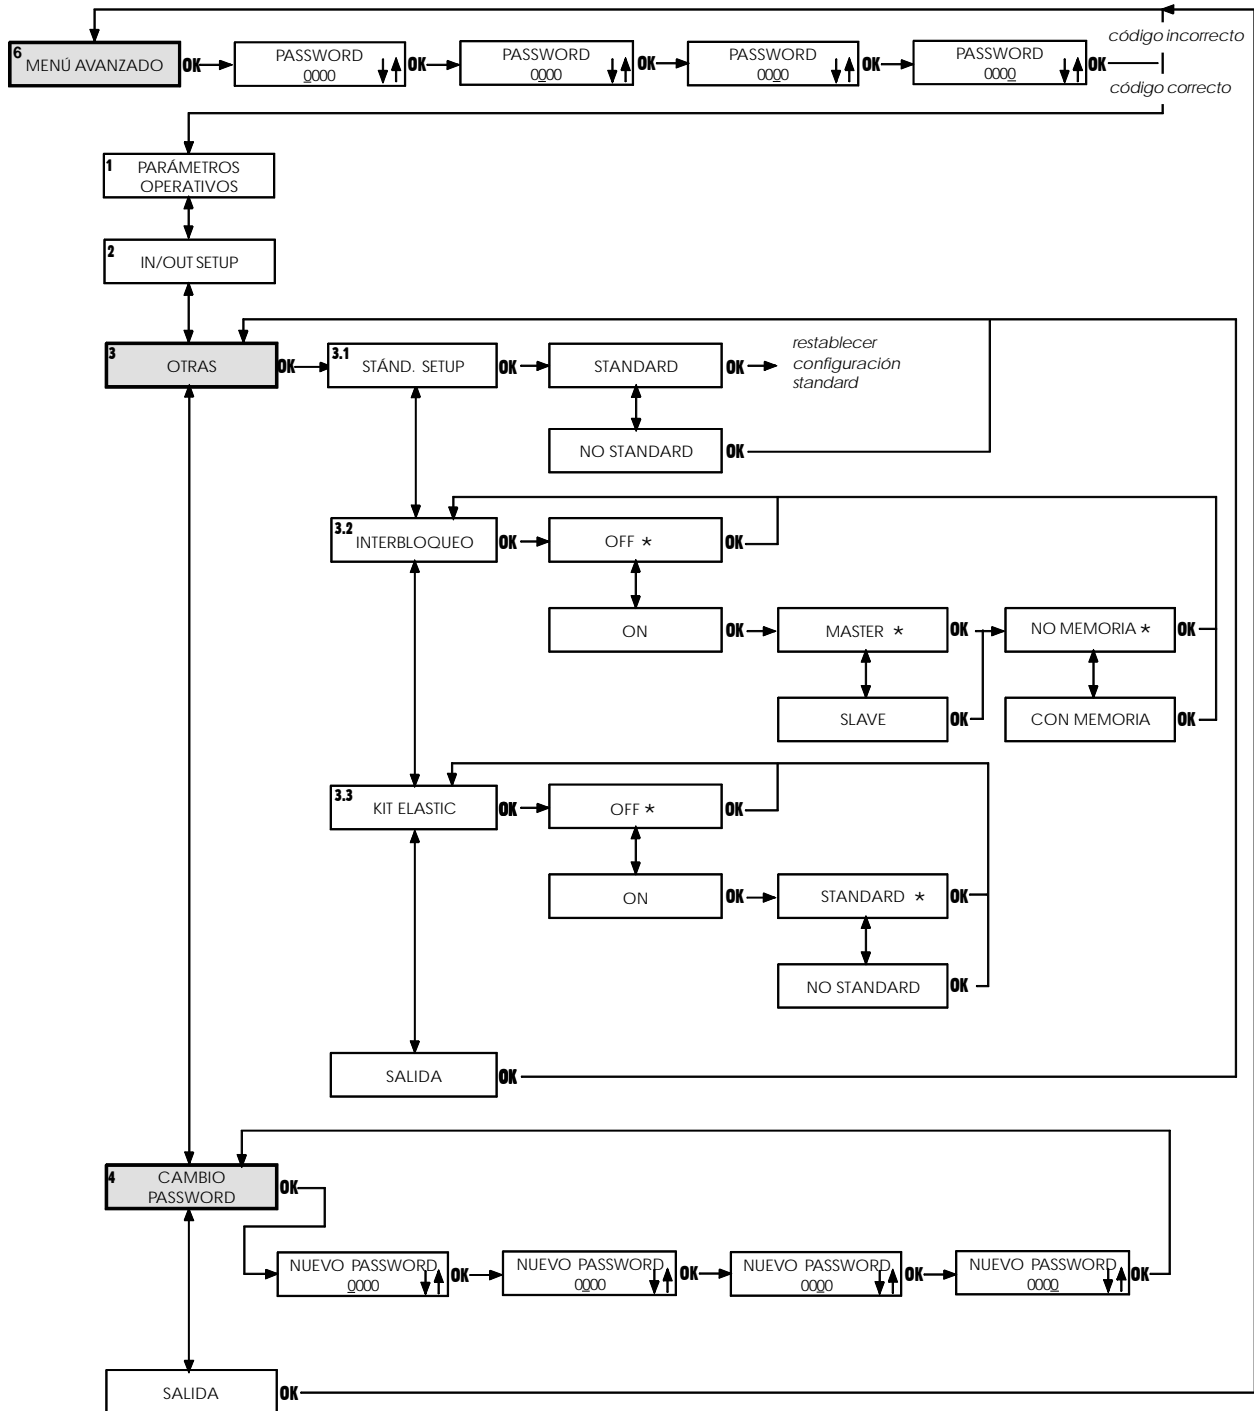 6
MENÚ AVANZADO OK
PASSWORD
0000 OK
PASSWORD
0000 OK
PASSWORD
0000 OK
PASSWORD
0000 OK
código incorrecto
código correcto
1 PARÁMETROS
OPERATIVOS
2
IN/OUT SETUP
3
OTRAS OK
3.1
STÁND. SETUP OK
STANDARD OK
restablecer
configuración
standard
NO STANDARD OK
3.2
INTERBLOQUEO OK
OFF * OK
ON OK
MASTER * OK
NO MEMORIA * OK
SLAVE OK
CON MEMORIA OK
3.3
KIT ELASTIC OK
OFF * OK
ON OK
STANDARD * OK
NO STANDARD OK
SALIDA OK
4 CAMBIO
PASSWORD OK
NUEVO PASSWORD
0000 OK
NUEVO PASSWORD
0000 OK
NUEVO PASSWORD
0000 OK
NUEVO PASSWORD
0000 OK
SALIDA OK